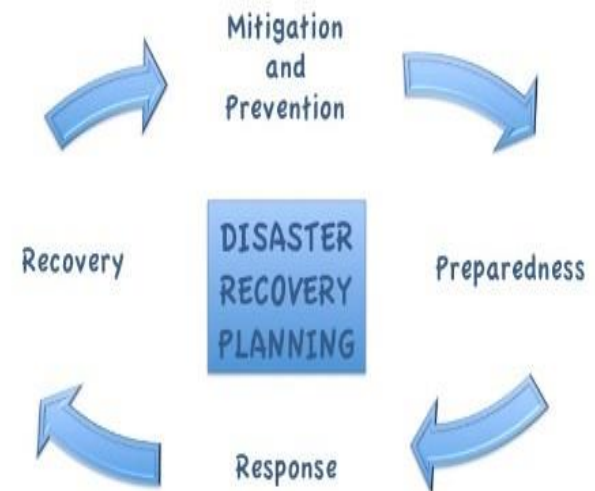 Mitigation
and
Prevention
Recovery
DISASTER
RECOVERY
PLANNING
Preparedness
Response